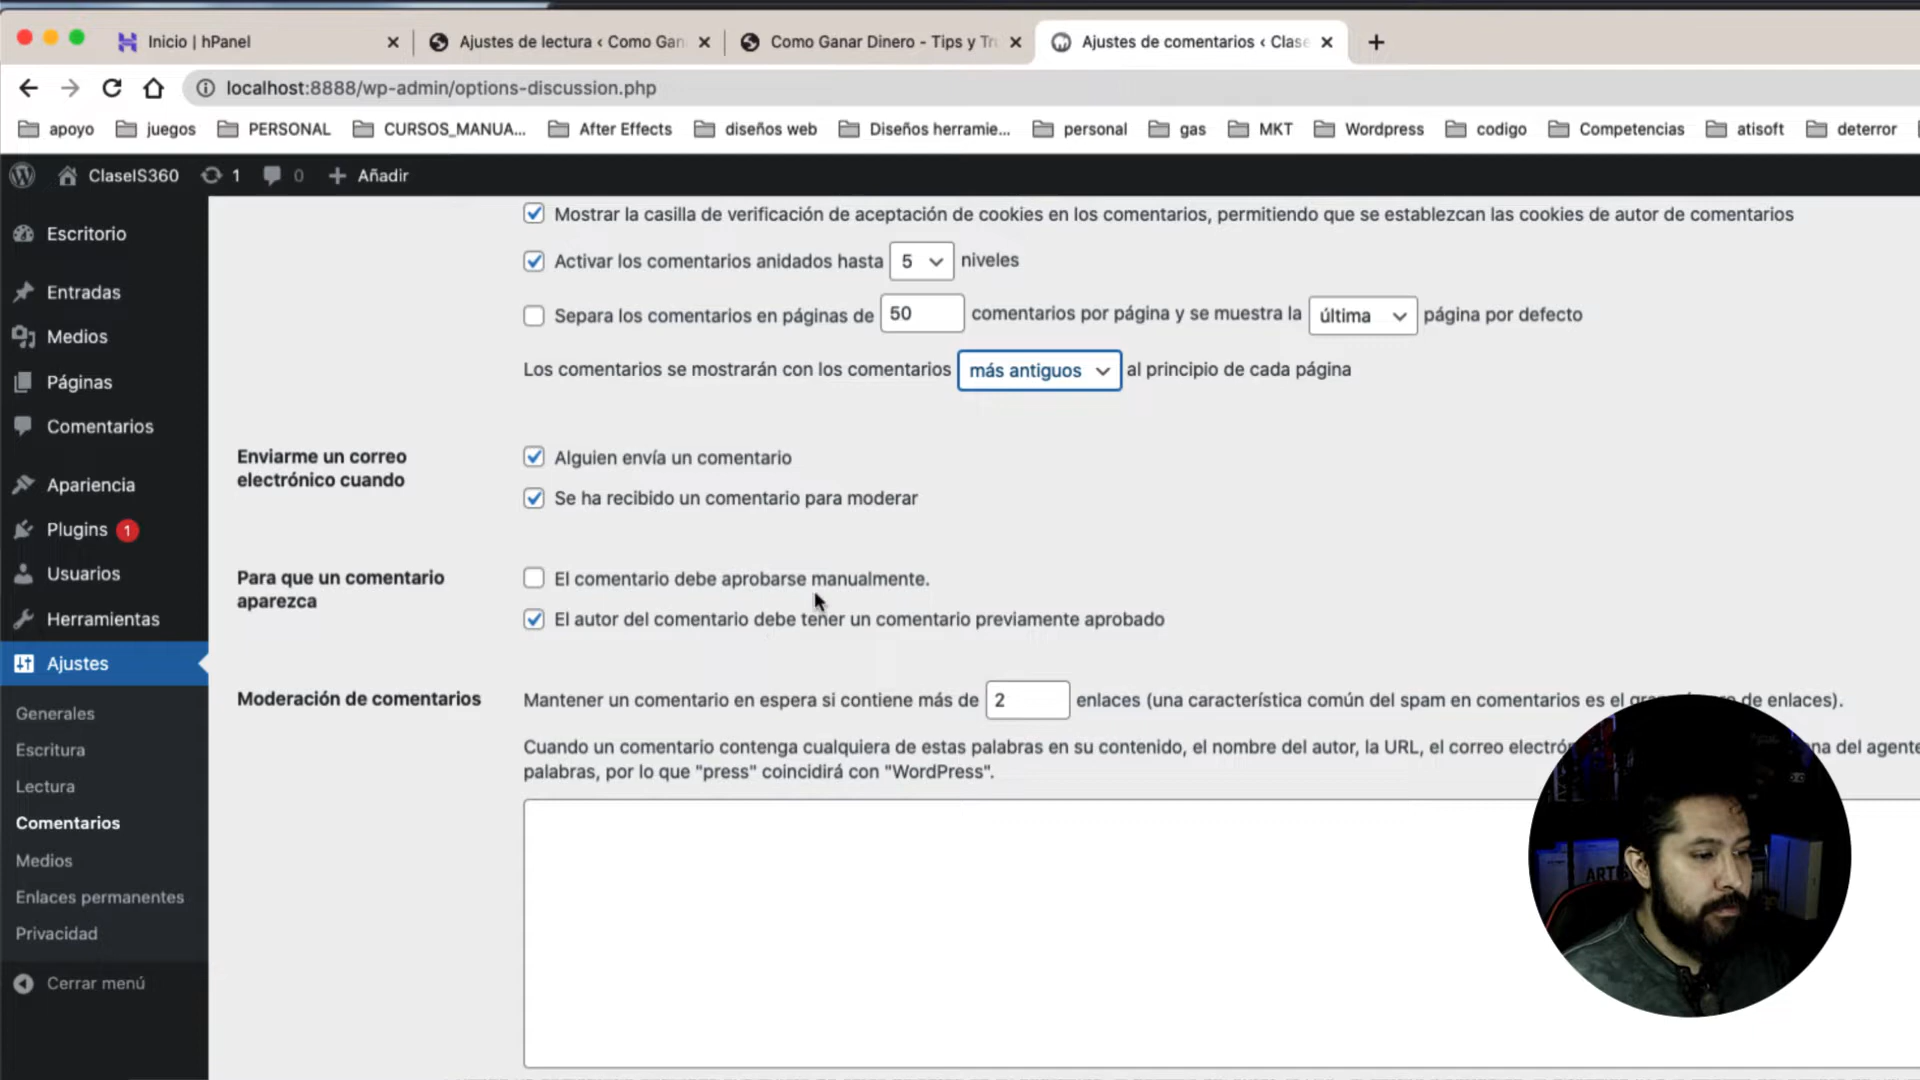 Inicio | hPanel
Ajustes de lectura ‹ Como Gan
Como Ganar Dinero - Tips y Tr
Ajustes de comentarios ‹ Clase
localhost:8888/wp-admin/options-discussion.php
apoyo
juegos
PERSONAL
CURSOS_MANUA...
After Effects
diseños web
Diseños herramie...
personal
gas
MKT
Wordpress
codigo
Competencias
atisoft
deterror
ClaseIS360
1
0
Añadir
Escritorio
Entradas
Medios
Páginas
Comentarios
Apariencia
Plugins 1
Usuarios
Herramientas
Ajustes
Generales
Escritura
Lectura
Comentarios
Medios
Enlaces permanentes
Privacidad
Cerrar menú
Mostrar la casilla de verificación de aceptación de cookies en los comentarios, permitiendo que se establezcan las cookies de autor de comentarios
Activar los comentarios anidados hasta 5 niveles
Separa los comentarios en páginas de 50 comentarios por página y se muestra la última página por defecto
Los comentarios se mostrarán con los comentarios más antiguos al principio de cada página
Enviarme un correo
electrónico cuando
Alguien envía un comentario
Se ha recibido un comentario para moderar
Para que un comentario
aparezca
El comentario debe aprobarse manualmente.
El autor del comentario debe tener un comentario previamente aprobado
Moderación de comentarios
Mantener un comentario en espera si contiene más de 2 enlaces (una característica común del spam en comentarios es el de enlaces).
Cuando un comentario contenga cualquiera de estas palabras en su contenido, el nombre del autor, la URL, el correo del agente
palabras, por lo que "press" coincidirá con "WordPress".